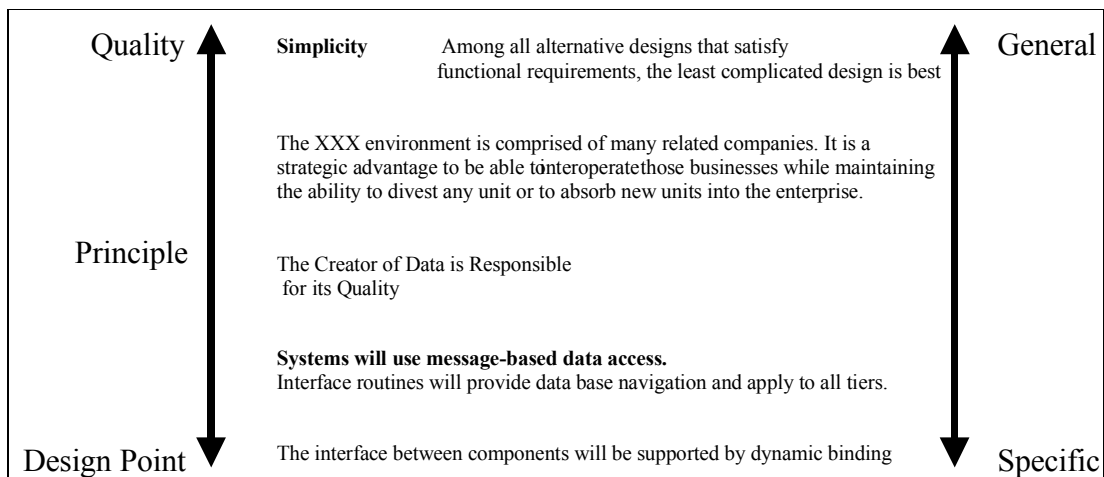 Quality
Simplicity Among all alternative designs that satisfy
General
functional requirements, the least complicated design is best
The XXX environment is comprised of many related companies. It is a
strategic advantage to be able to interoperate those businesses while maintaining
the ability to divest any unit or to absorb new units into the enterprise.
Principle
The Creator of Data is Responsible
for its Quality
Systems will use message-based data access.
Interface routines will provide data base navigation and apply to all tiers.
Design Point
The interface between components will be supported by dynamic binding
Specific